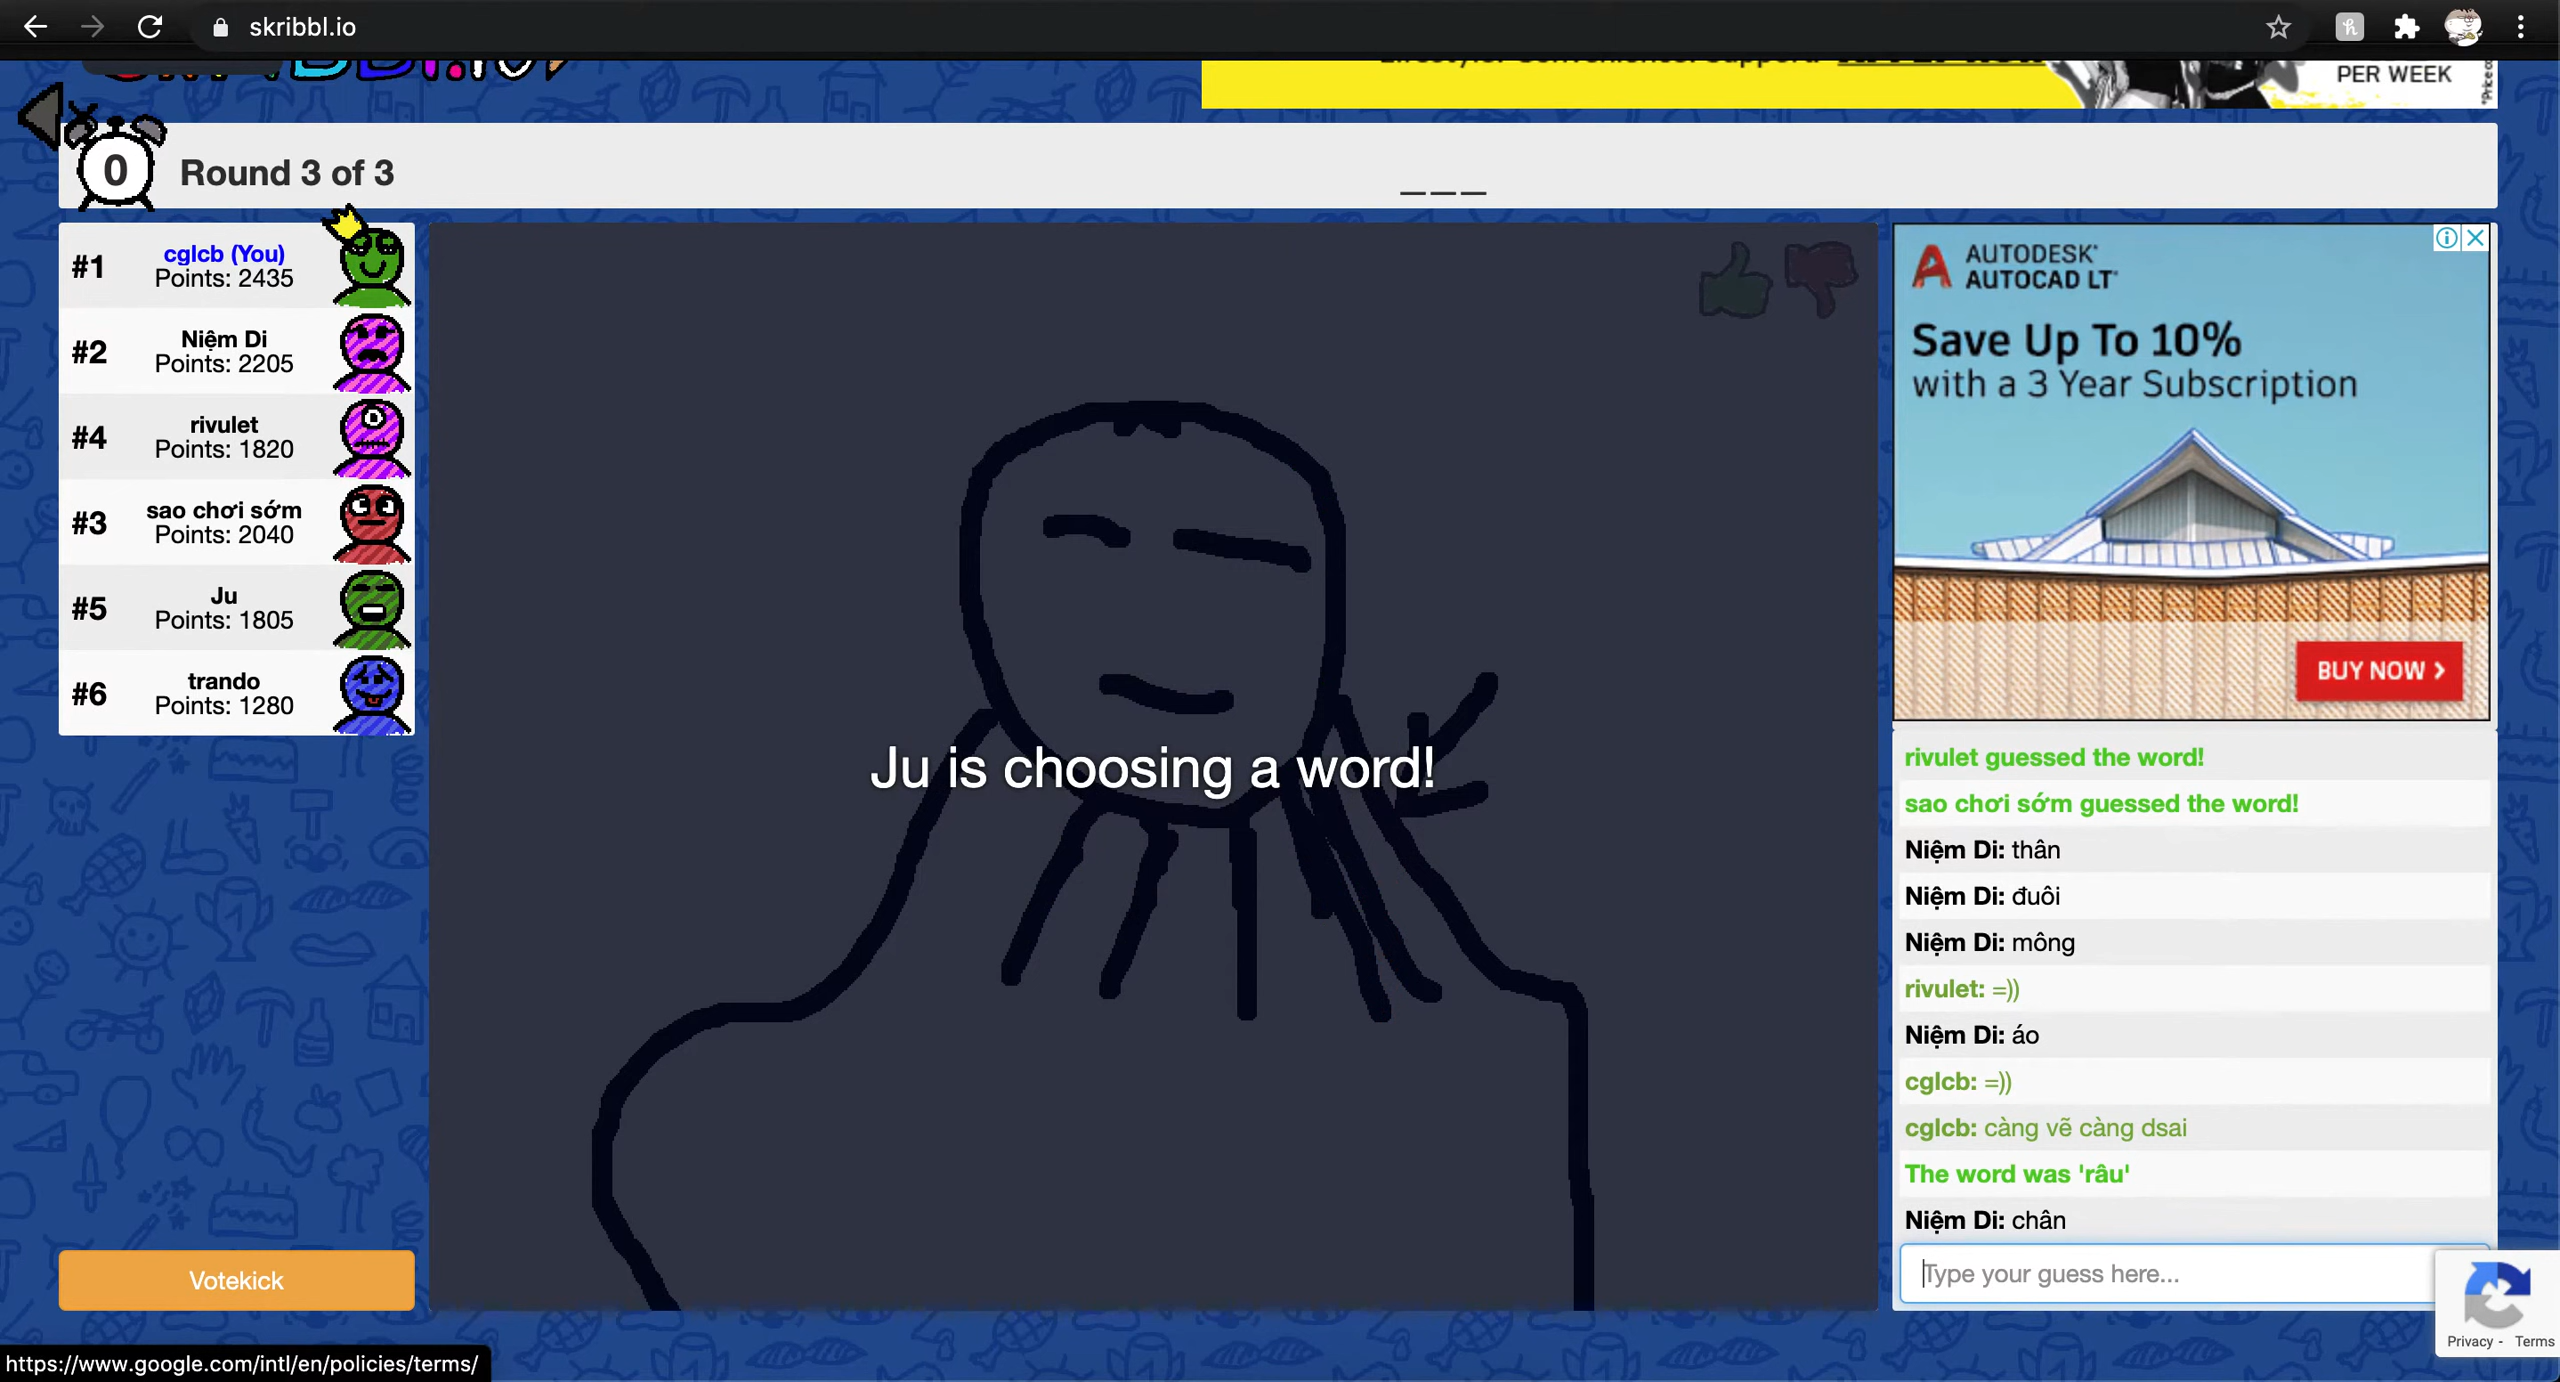 skribbl.io
PER WEEK
0
Round 3 of 3
_ _ _
#1
cglcb (You)
Points: 2435
#2
Niệm Di
Points: 2205
#4
rivulet
Points: 1820
#3
sao chơi sớm
Points: 2040
#5
Ju
Points: 1805
#6
trando
Points: 1280
Votekick
Ju is choosing a word!
AUTODESK
AUTOCAD LT
Save Up To 10%
with a 3 Year Subscription
BUY NOW >
rivulet guessed the word!
sao chơi sớm guessed the word!
Niệm Di: thân
Niệm Di: đuôi
Niệm Di: mông
rivulet: =))
Niệm Di: áo
cglcb: =))
cglcb: càng vẽ càng dsai
The word was 'râu'
Niệm Di: chân
Type your guess here...
Privacy - Terms
https://www.google.com/intl/en/policies/terms/